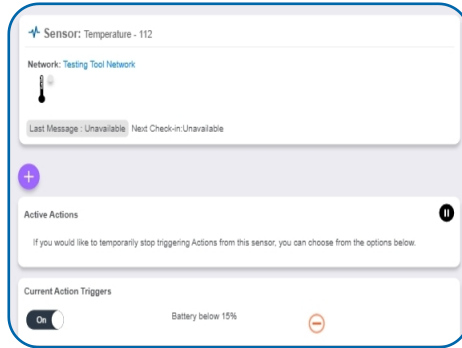 Sensor: Temperature - 112
Network: Testing Tool Network
Last Message : Unavailable Next Check-in:Unavailable
Active Actions
If you would like to temporarily stop triggering Actions from this sensor, you can choose from the options below.
Current Action Triggers
On Battery below 15%